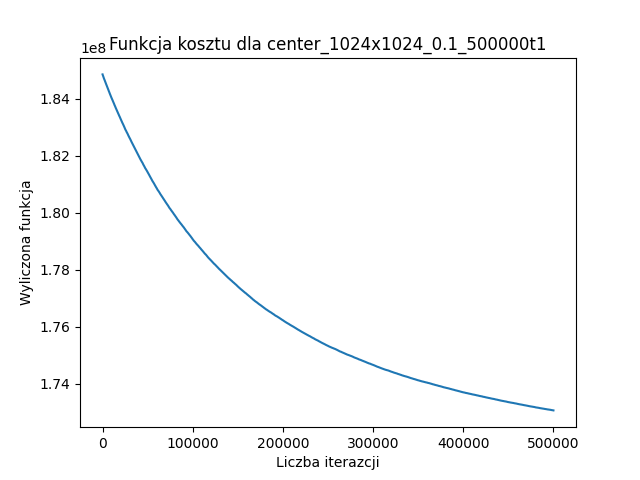 Funkcja kosztu dla center_1024x1024_0.1_500000t1
1e8
1.84
1.82
1.80
1.78
1.76
1.74
Wyliczona funkcja
0 100000 200000 300000 400000 500000
Liczba iterazcji